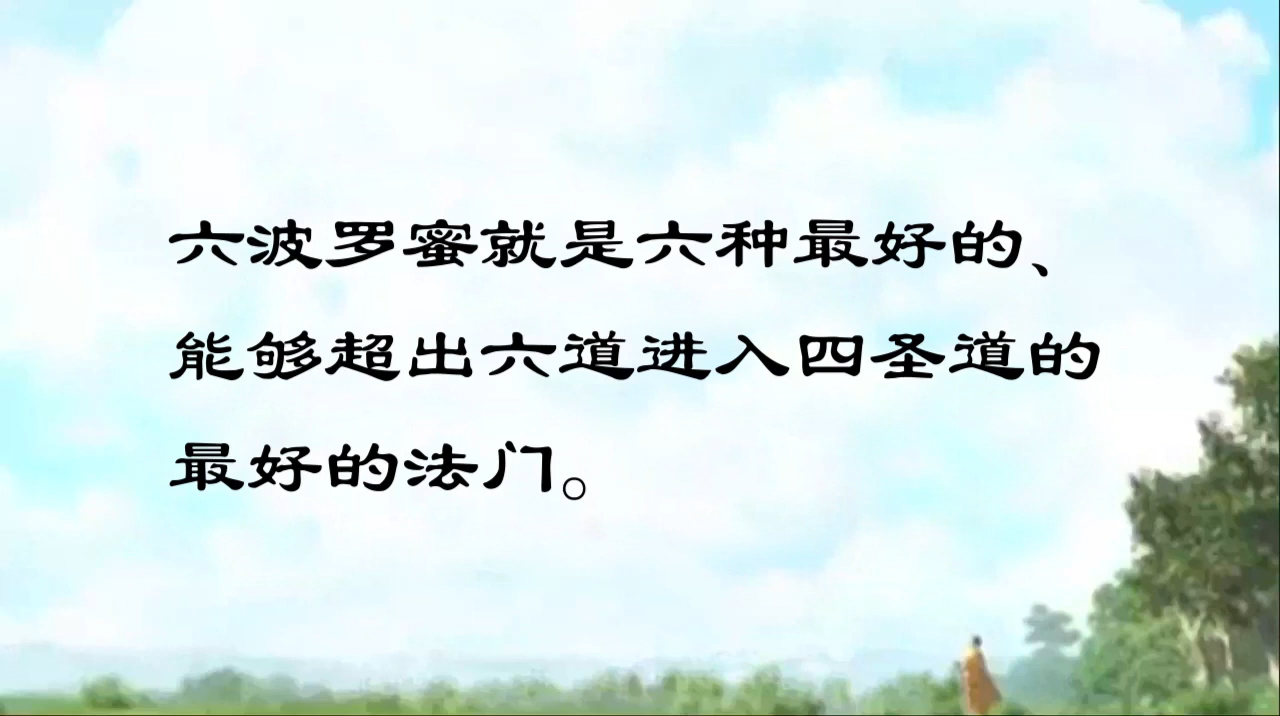 六波罗蜜就是六种最好的、
能够超出六道进入四圣道的
最好的法门。